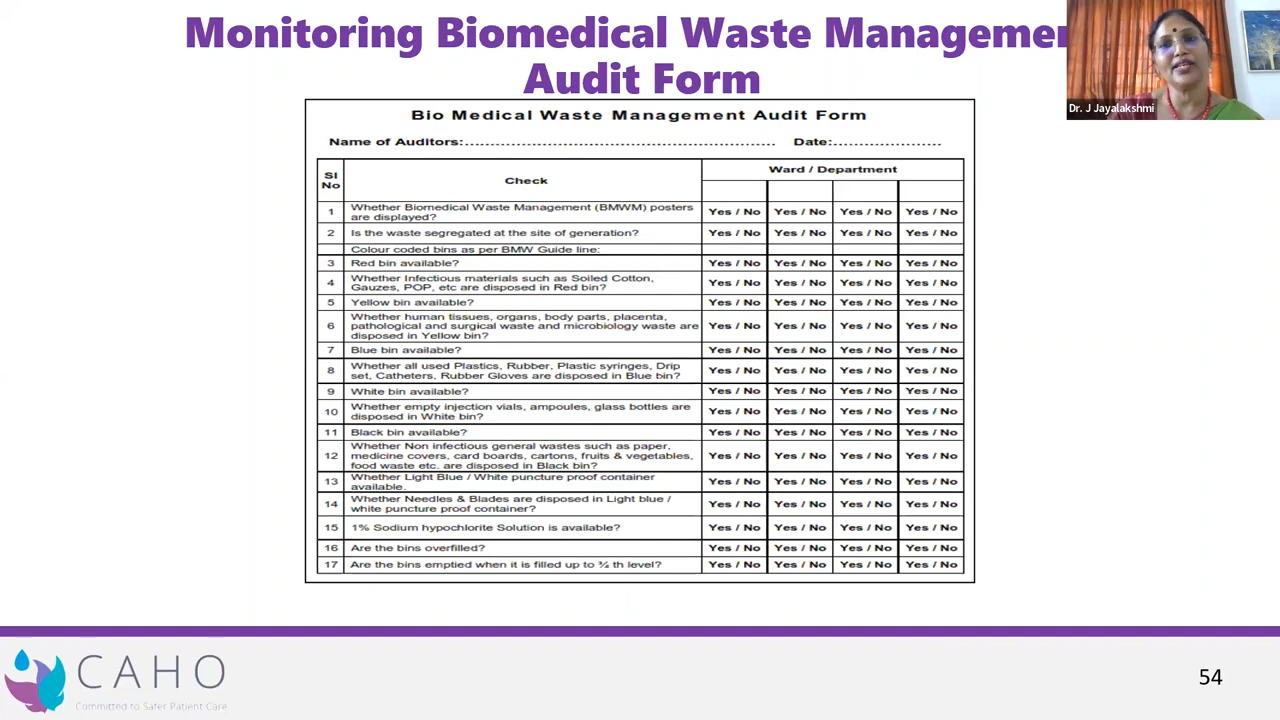 Monitoring Biomedical Waste Managemen
Audit Form
Dr. J Jayalakshmi
Bio Medical Waste Management Audit Form
Name of Auditors:........................................................................... Date:......................
Sl No Check Ward / Department
1 Whether Biomedical Waste Management (BMWM) posters
are displayed? Yes / No Yes / No Yes / No Yes / No
2 Is the waste segregated at the site of generation? Yes / No Yes / No Yes / No Yes / No
Colour coded bins as per BMW Guide line:
3 Red bin available? Yes / No Yes / No Yes / No Yes / No
4 Whether Infectious materials such as Soiled Cotton,
Gauzes, POP, etc are disposed in Red bin? Yes / No Yes / No Yes / No Yes / No
5 Yellow bin available? Yes / No Yes / No Yes / No Yes / No
6 Whether human tissues, organs, body parts, placenta,
pathological and surgical waste and microbiology waste are
disposed in Yellow bin? Yes / No Yes / No Yes / No Yes / No
7 Blue bin available? Yes / No Yes / No Yes / No Yes / No
8 Whether all used Plastics, Rubber, Plastic syringes, Drip
set, Catheters, Rubber Gloves are disposed in Blue bin? Yes / No Yes / No Yes / No Yes / No
9 White bin available? Yes / No Yes / No Yes / No Yes / No
10 Whether empty injection vials, ampoules, glass bottles are
disposed in White bin? Yes / No Yes / No Yes / No Yes / No
11 Black bin available? Yes / No Yes / No Yes / No Yes / No
12 Whether Non infectious general wastes such as paper,
medicine covers, card boards, cartons, fruits & vegetables,
food waste etc. are disposed in Black bin? Yes / No Yes / No Yes / No Yes / No
13 Whether Light Blue / White puncture proof container
available. Yes / No Yes / No Yes / No Yes / No
14 Whether Needles & Blades are disposed in Light blue /
white puncture proof container? Yes / No Yes / No Yes / No Yes / No
15 1% Sodium hypochlorite Solution is available? Yes / No Yes / No Yes / No Yes / No
16 Are the bins overfilled? Yes / No Yes / No Yes / No Yes / No
17 Are the bins emptied when it is filled up to ¾ th level? Yes / No Yes / No Yes / No Yes / No
CAHO
Committed to Safer Patient Care
54